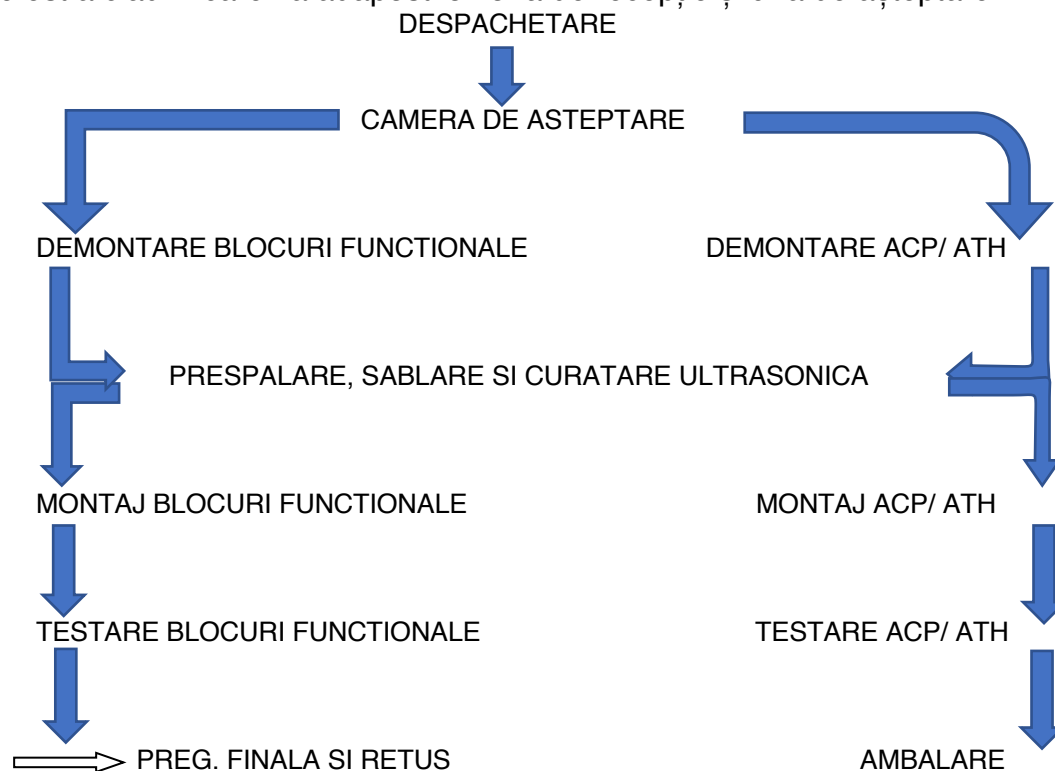 DESPACHETARE
CAMERA DE ASTEPTARE
DEMONTARE BLOCURI FUNCTIONALE DEMONTARE ACP/ ATH
PRESPALARE, SABLARE SI CURATARE ULTRASONICA
MONTAJ BLOCURI FUNCTIONALE MONTAJ ACP/ ATH
TESTARE BLOCURI FUNCTIONALE TESTARE ACP/ ATH
PREG. FINALA SI RETUS AMBALARE